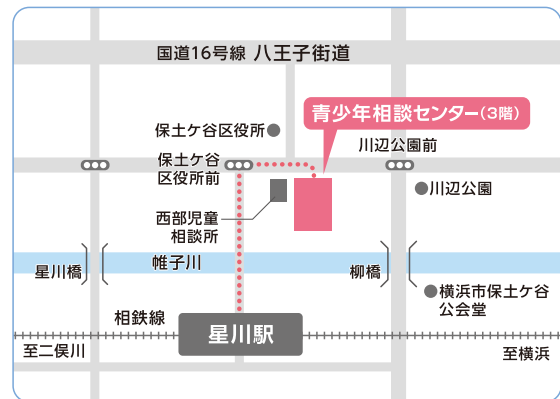 国道16号線 八王子街道
青少年相談センター(3階)
保土ケ谷区役所
川辺公園前
保土ケ谷
区役所前
川辺公園
西部児童
相談所
帷子川
星川橋
柳橋
横浜市保土ケ谷
公会堂
相鉄線
星川駅
至二俣川
至横浜